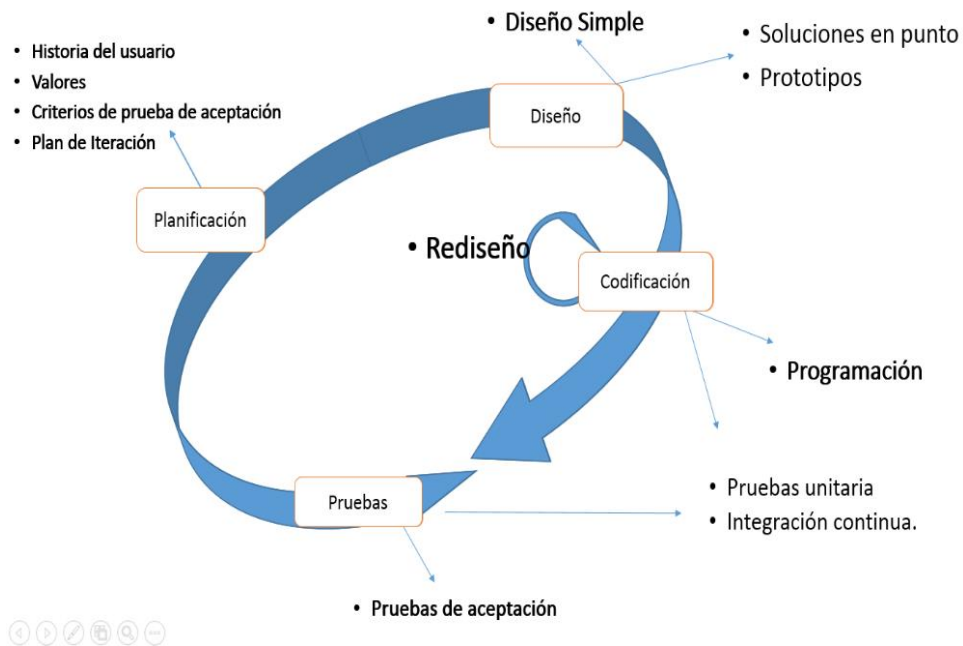 • Diseño Simple
• Soluciones en punto
• Prototipos
• Historia del usuario
• Valores
• Criterios de prueba de aceptación
• Plan de Iteración
Diseño
Planificación
• Rediseño
Codificación
• Programación
• Pruebas unitaria
• Integración continua.
Pruebas
• Pruebas de aceptación